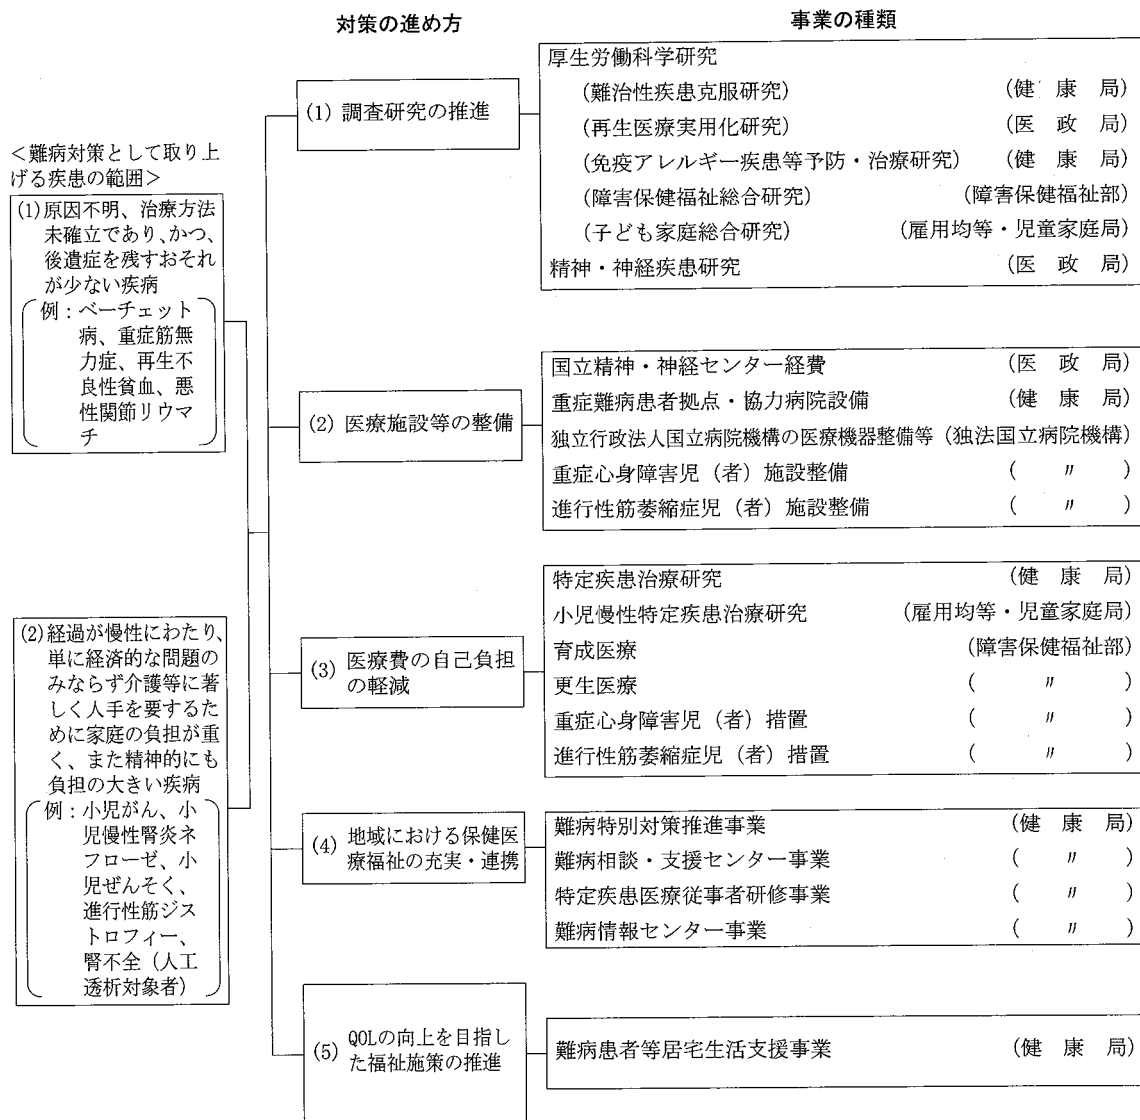 対策の進め方
事業の種類
<難病対策として取り上
げる疾患の範囲>
(1)原因不明、治療方法
未確立であり、かつ、
後遺症を残すおそれ
が少ない疾病
例：ベーチェット
病、重症筋無
力症、再生不
良性貧血、悪
性関節リウマ
チ
(2)経過が慢性にわたり、
単に経済的な問題の
みならず介護等に著
しく人手を要するた
めに家庭の負担が重
く、また精神的にも
負担の大きい疾病
例：小児がん、小
児慢性腎炎ネ
フローゼ、小
児ぜんそく、
進行性筋ジス
トロフィー、
腎不全（人工
透析対象者）
(1) 調査研究の推進
厚生労働科学研究
(難治性疾患克服研究) (健康局)
(再生医療実用化研究) (医政局)
(免疫アレルギー疾患等予防・治療研究) (健康局)
(障害保健福祉総合研究) (障害保健福祉部)
(子ども家庭総合研究) (雇用均等・児童家庭局)
精神・神経疾患研究 (医政局)
(2) 医療施設等の整備
国立精神・神経センター経費 (医政局)
重症難病患者拠点・協力病院設備 (健康局)
独立行政法人国立病院機構の医療機器整備等 (独法国立病院機構)
重症心身障害児（者）施設整備 (〃)
進行性筋萎縮症児（者）施設整備 (〃)
(3) 医療費の自己負担
の軽減
特定疾患治療研究 (健康局)
小児慢性特定疾患治療研究 (雇用均等・児童家庭局)
育成医療 (障害保健福祉部)
更生医療 (〃)
重症心身障害児（者）措置 (〃)
進行性筋萎縮症児（者）措置 (〃)
(4) 地域における保健医
療福祉の充実・連携
難病特別対策推進事業 (健康局)
難病相談・支援センター事業 (〃)
特定疾患医療従事者研修事業 (〃)
難病情報センター事業 (〃)
(5) QOLの向上を目指し
た福祉施策の推進
難病患者等居宅生活支援事業 (健康局)